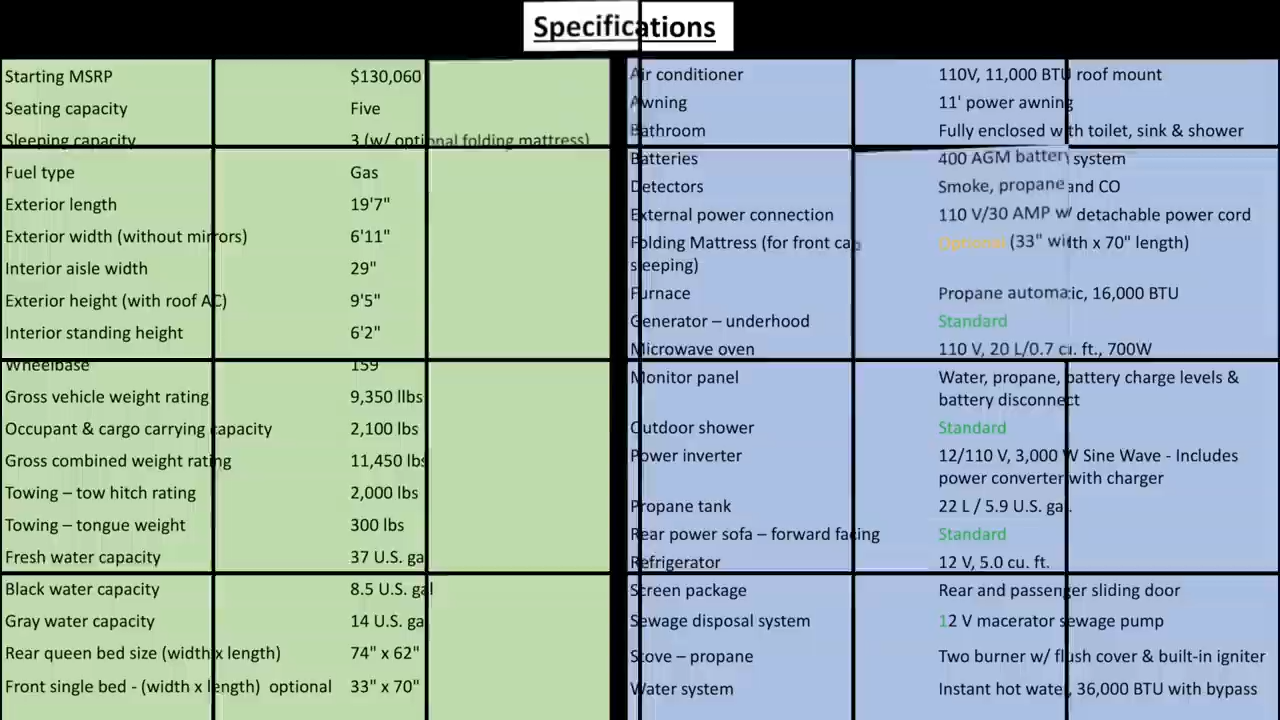 Specifications
Starting MSRP $130,060
Seating capacity Five
Sleeping capacity 3 (w/ optional folding mattress)
Fuel type Gas
Exterior length 19'7"
Exterior width (without mirrors) 6'11"
Interior aisle width 29"
Exterior height (with roof AC) 9'5"
Interior standing height 6'2"
Wheelbase 159
Gross vehicle weight rating 9,350 llbs
Occupant & cargo carrying capacity 2,100 lbs
Gross combined weight rating 11,450 lbs
Towing – tow hitch rating 2,000 lbs
Towing – tongue weight 300 lbs
Fresh water capacity 37 U.S. ga
Black water capacity 8.5 U.S. gal
Gray water capacity 14 U.S. ga
Rear queen bed size (width x length) 74" x 62"
Front single bed - (width x length) optional 33" x 70"
Air conditioner 110V, 11,000 BTU roof mount
Awning 11' power awning
Bathroom Fully enclosed with toilet, sink & shower
Batteries 400 AGM battery system
Detectors Smoke, propane and CO
External power connection 110 V/30 AMP w/ detachable power cord
Folding Mattress (for front cab Optional (33" width x 70" length)
sleeping)
Furnace Propane automatic, 16,000 BTU
Generator – underhood Standard
Microwave oven 110 V, 20 L/0.7 cu. ft., 700W
Monitor panel Water, propane, battery charge levels &
battery disconnect
Outdoor shower Standard
Power inverter 12/110 V, 3,000 W Sine Wave - Includes
power converter with charger
Propane tank 22 L / 5.9 U.S. gal.
Rear power sofa – forward facing Standard
Refrigerator 12 V, 5.0 cu. ft.
Screen package Rear and passenger sliding door
Sewage disposal system 12 V macerator sewage pump
Stove – propane Two burner w/ flush cover & built-in igniter
Water system Instant hot water, 36,000 BTU with bypass